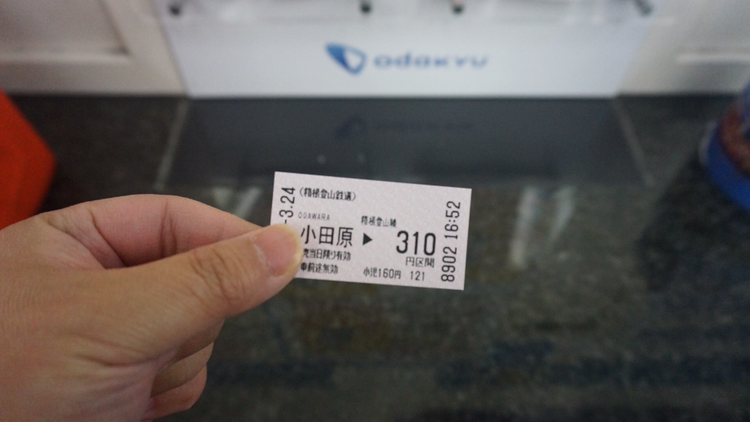 odakyu
-3.24
(箱根登山鉄道)
ODAWARA 箱根登山線
小田原 ▶ 310
円区間
売当日限り有効
車前途無効
小児160円 121
8902 16:52